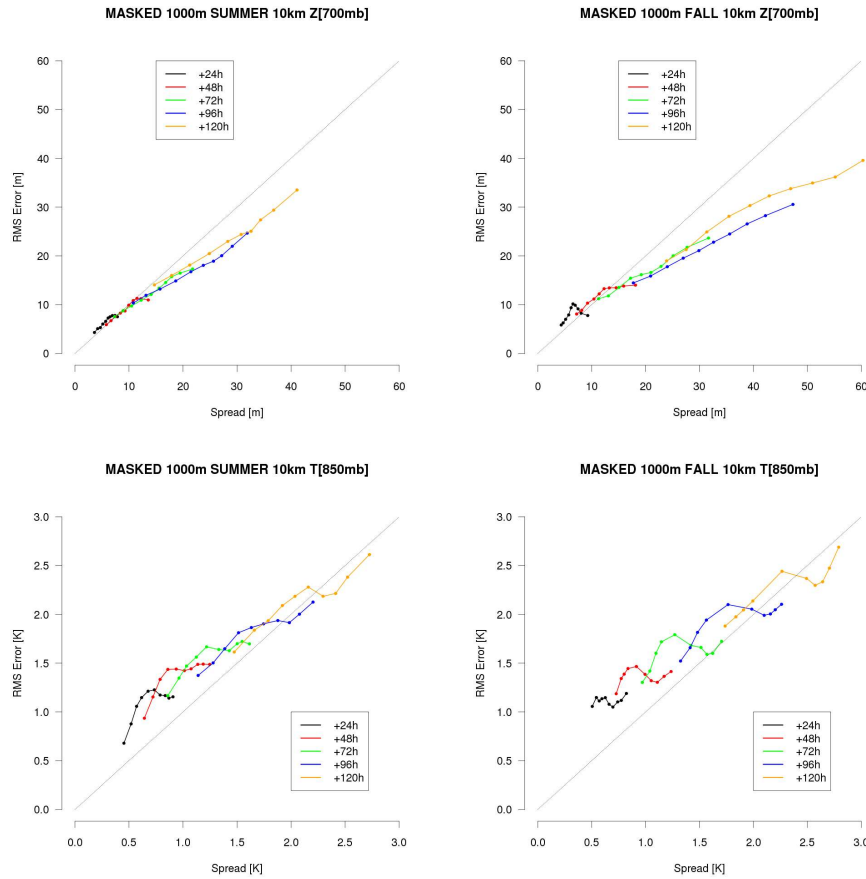 MASKED 1000m SUMMER 10km Z[700mb]
RMS Error [m]
60
50
40
30
20
10
0
+24h
+48h
+72h
+96h
+120h
0 10 20 30 40 50 60
Spread [m]
MASKED 1000m FALL 10km Z[700mb]
RMS Error [m]
60
50
40
30
20
10
0
+24h
+48h
+72h
+96h
+120h
0 10 20 30 40 50 60
Spread [m]
MASKED 1000m SUMMER 10km T[850mb]
RMS Error [K]
3.0
2.5
2.0
1.5
1.0
0.5
0.0
+24h
+48h
+72h
+96h
+120h
0.0 0.5 1.0 1.5 2.0 2.5 3.0
Spread [K]
MASKED 1000m FALL 10km T[850mb]
RMS Error [K]
3.0
2.5
2.0
1.5
1.0
0.5
0.0
+24h
+48h
+72h
+96h
+120h
0.0 0.5 1.0 1.5 2.0 2.5 3.0
Spread [K]